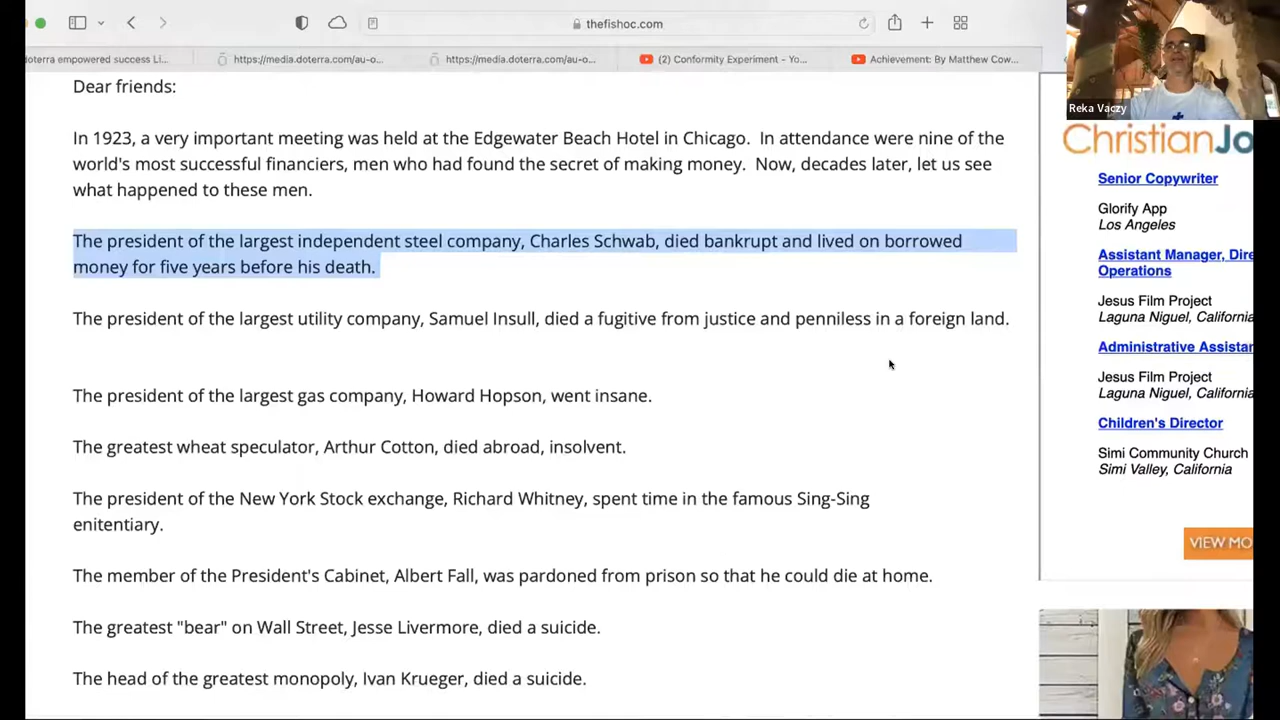 thefishoc.com
doterra empowered success Li...
https://media.doterra.com/au-o...
https://media.doterra.com/au-o...
(2) Conformity Experiment - Yo...
Achievement: By Matthew Cow...
Reka Vaczy
Dear friends:
In 1923, a very important meeting was held at the Edgewater Beach Hotel in Chicago.  In attendance were nine of the
world's most successful financiers, men who had found the secret of making money.  Now, decades later, let us see
what happened to these men.
The president of the largest independent steel company, Charles Schwab, died bankrupt and lived on borrowed
money for five years before his death.
The president of the largest utility company, Samuel Insull, died a fugitive from justice and penniless in a foreign land.
The president of the largest gas company, Howard Hopson, went insane.
The greatest wheat speculator, Arthur Cotton, died abroad, insolvent.
The president of the New York Stock exchange, Richard Whitney, spent time in the famous Sing-Sing
enitentiary.
The member of the President's Cabinet, Albert Fall, was pardoned from prison so that he could die at home.
The greatest "bear" on Wall Street, Jesse Livermore, died a suicide.
The head of the greatest monopoly, Ivan Krueger, died a suicide.
ChristianJo
Senior Copywriter
Glorify App
Los Angeles
Assistant Manager, Dire
Operations
Jesus Film Project
Laguna Niguel, California
Administrative Assista
Jesus Film Project
Laguna Niguel, California
Children's Director
Simi Community Church
Simi Valley, California
VIEW MO